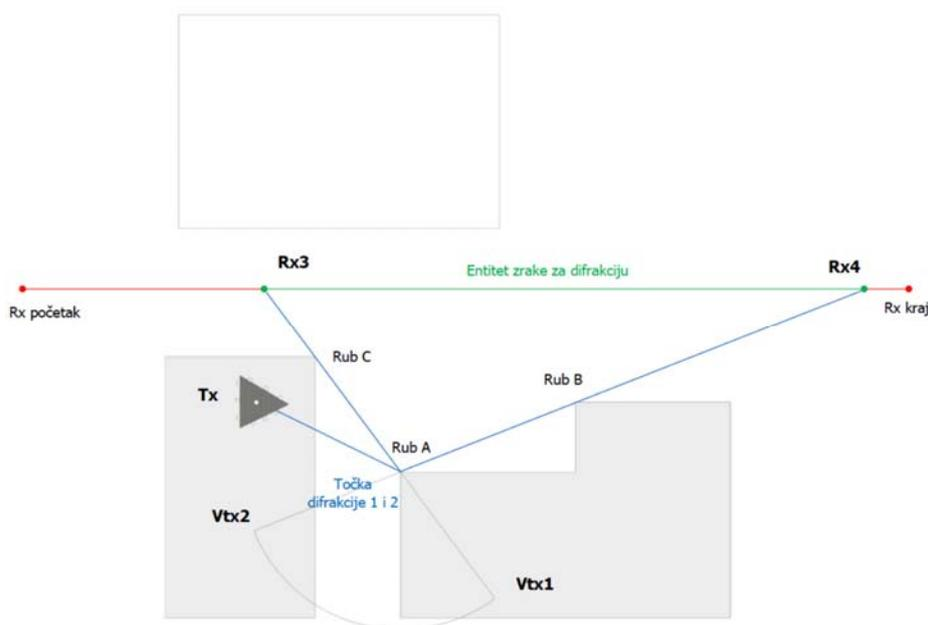 Rx3
Entitet zrake za difrakciju
Rx4
Rx početak
Rx kraj
Rub C
Rub B
Tx
Rub A
Točka
difrakcije 1 i 2
Vtx2
Vtx1